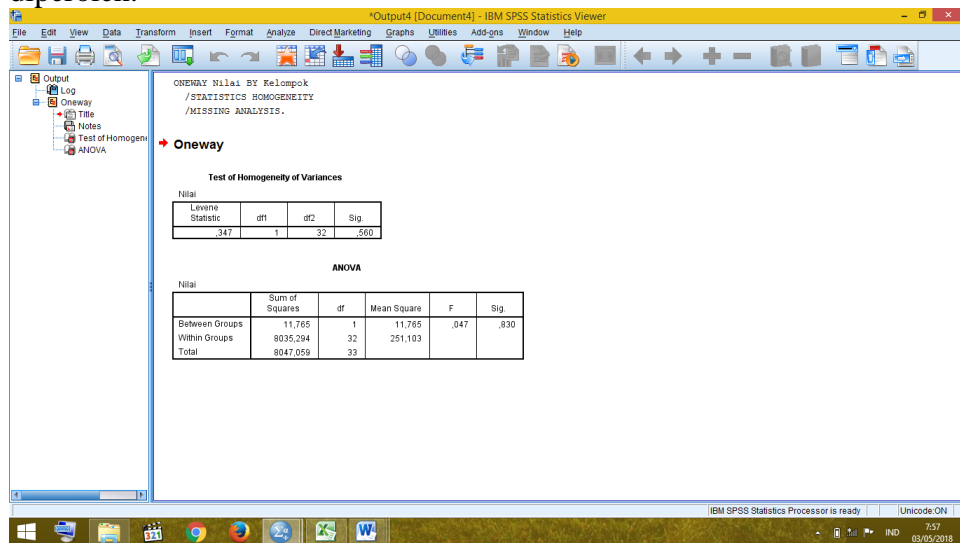 diperoleh.
*Output4 [Document4] - IBM SPSS Statistics Viewer
File Edit View Data Transform Insert Format Analyze Direct Marketing Graphs Utilities Add-ons Window Help
Output
Log
Oneway
Title
Notes
Test of Homogene
ANOVA
ONEWAY Nilai BY Kelompok
/STATISTICS HOMOGENEITY
/MISSING ANALYSIS.
Oneway
Test of Homogeneity of Variances
Nilai
Levene Statistic df1 df2 Sig.
,347 1 32 ,560
ANOVA
Nilai
Sum of Squares df Mean Square F Sig.
Between Groups 11,765 1 11,765 ,047 ,830
Within Groups 8035,294 32 251,103
Total 8047,059 33
IBM SPSS Statistics Processor is ready Unicode:ON
321
IND
7:57
03/05/2018